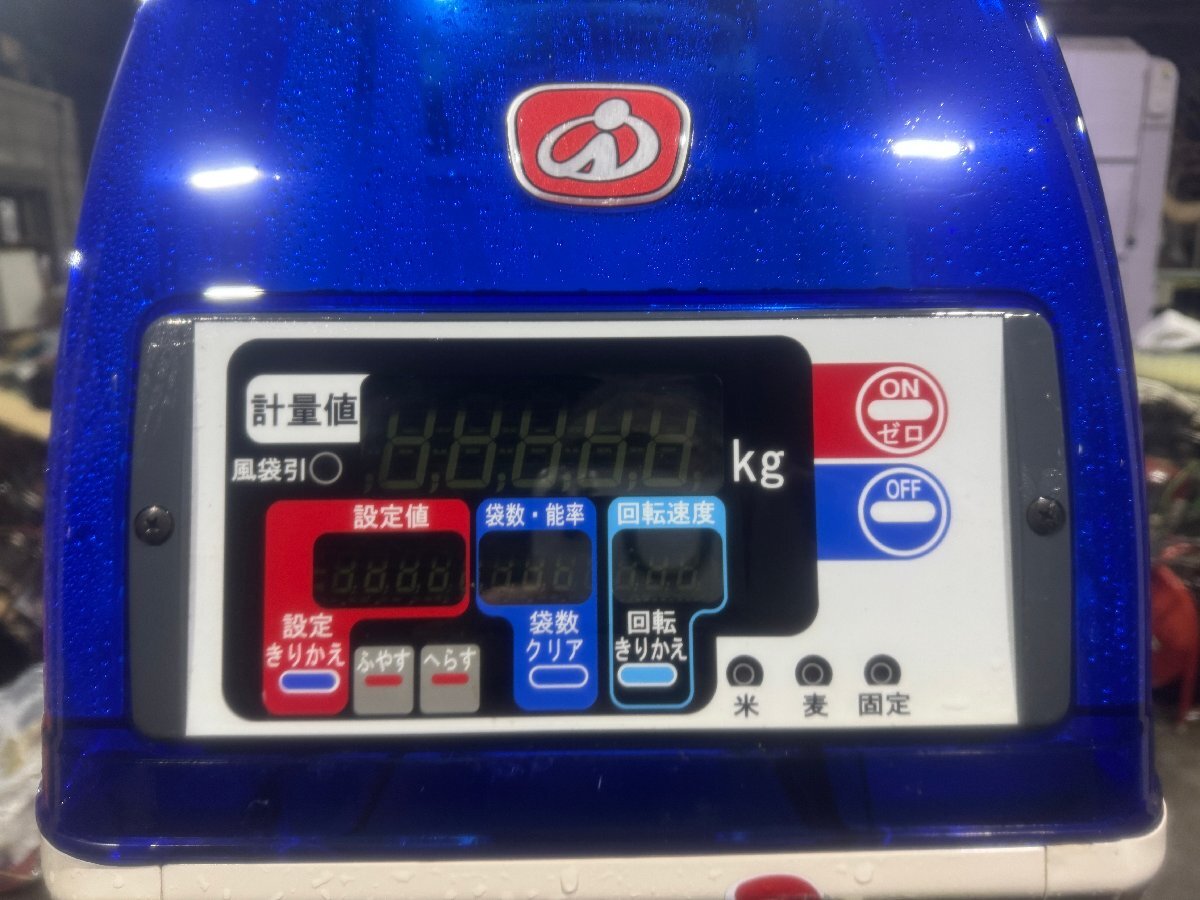 計量値
風袋引
kg
ON
ゼロ
OFF
設定値
袋数・能率
回転速度
設定
きりかえ
ふやす
へらす
袋数
クリア
回転
きりかえ
米
麦
固定